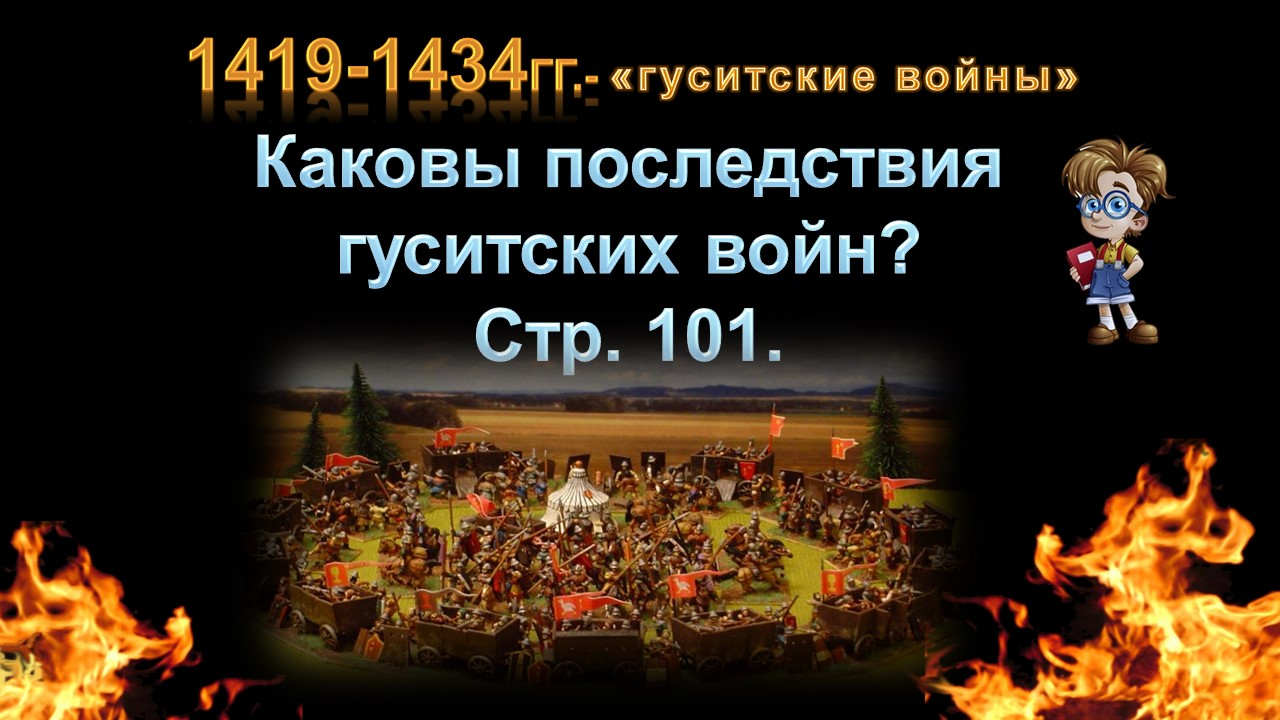 1419-1434гг.- «гуситские войны»
Каковы последствия
гуситских войн?
Стр. 101.